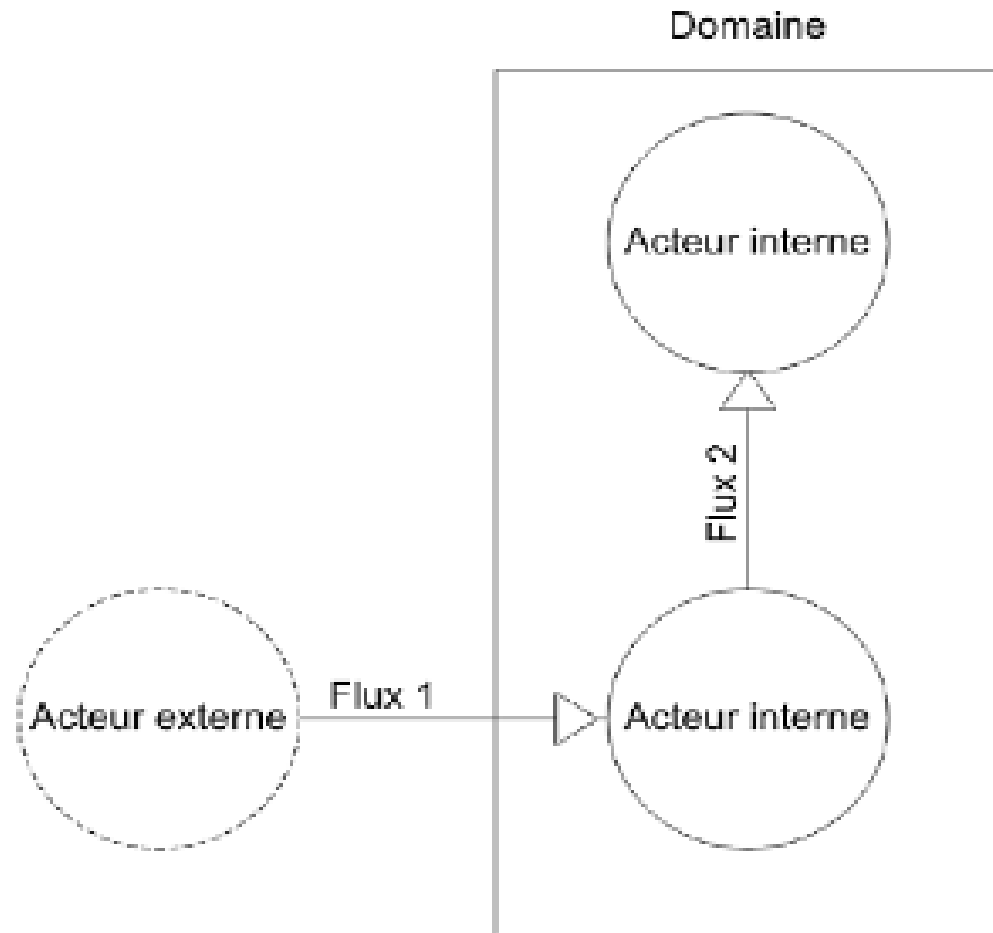 Domaine
Acteur interne
Flux 2
Acteur externe
Flux 1
Acteur interne